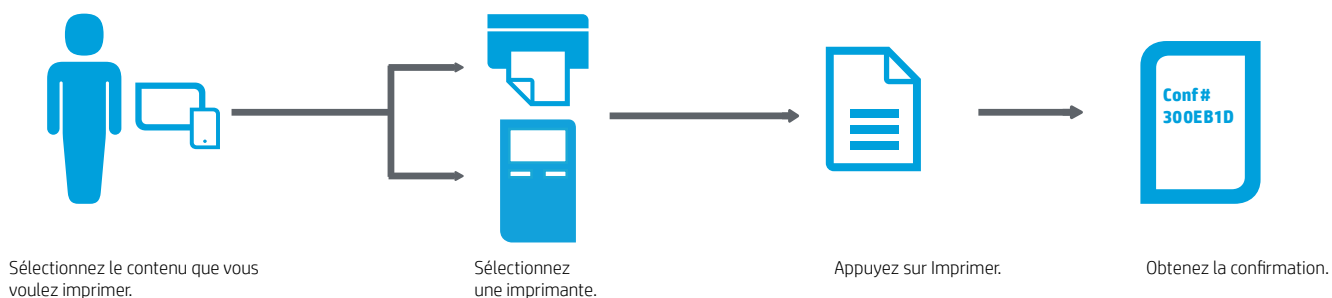 Conf#
300EB1D
Sélectionnez le contenu que vous
voulez imprimer.
Sélectionnez
une imprimante.
Appuyez sur Imprimer.
Obtenez la confirmation.